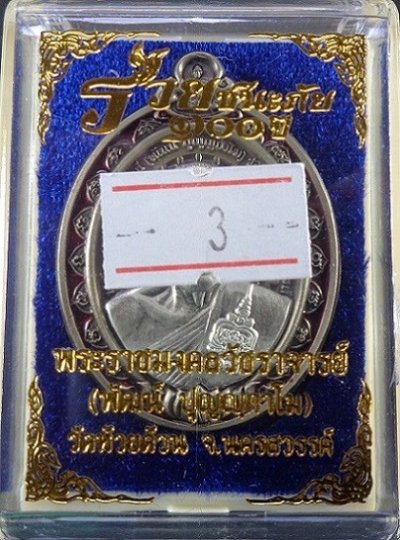 รวยชนะภัย
๑๐๐ปี
3
พระราชมงคลวัชราจารย์
(พัฒน์ ปุญฺญกาโม)
วัดห้วยด้วน จ.นครสวรรค์